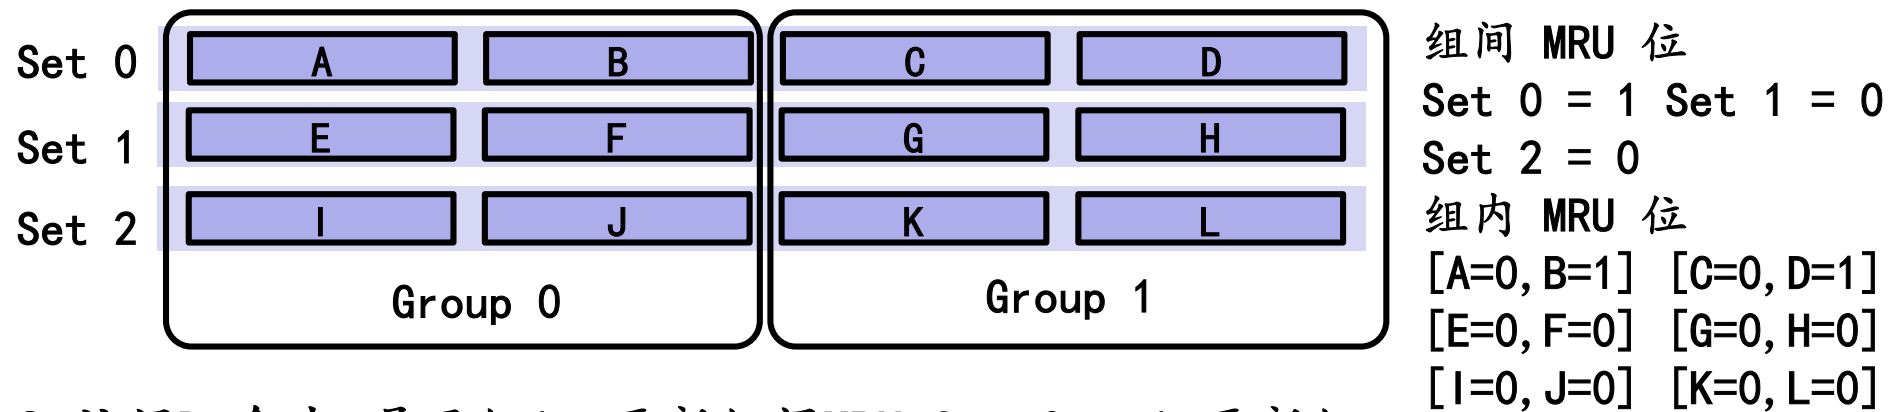 Set 0 A B C D
Set 1 E F G H
Set 2 I J K L
Group 0 Group 1
组间 MRU 位
Set 0 = 1 Set 1 = 0
Set 2 = 0
组内 MRU 位
[A=0,B=1] [C=0,D=1]
[E=0,F=0] [G=0,H=0]
[I=0,J=0] [K=0,L=0]